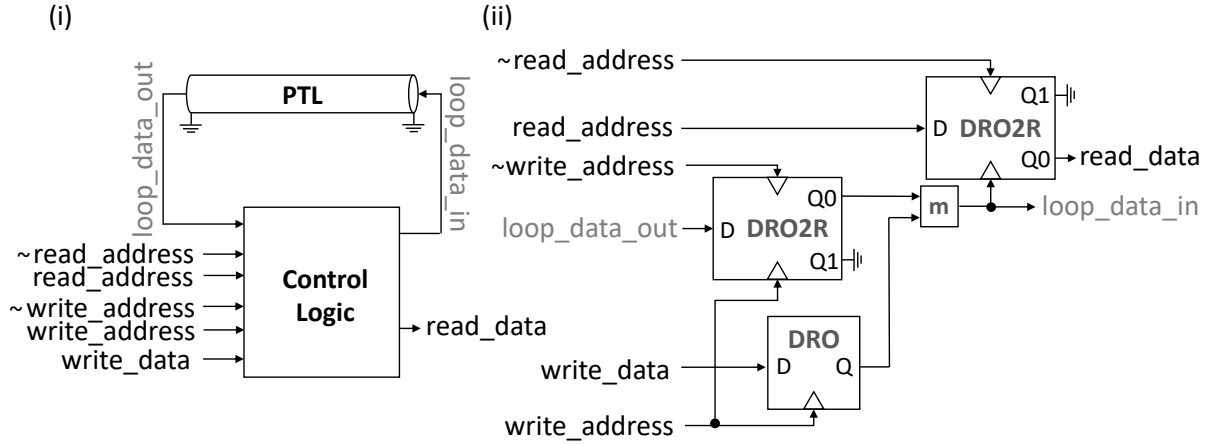 (i)
loop_data_out
PTL
loop_data_in
~read_address
read_address
~write_address
write_address
write_data
Control
Logic
read_data
(ii)
~read_address
read_address
~write_address
loop_data_out
write_data
write_address
Q1
D DRO2R
Q0
read_data
Q0
D DRO2R
Q1
m
loop_data_in
DRO
D Q